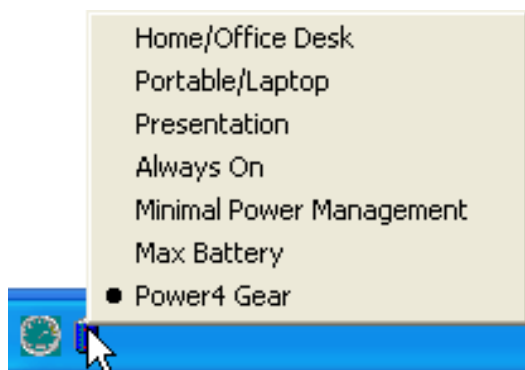 Home/Office Desk
Portable/Laptop
Presentation
Always On
Minimal Power Management
Max Battery
Power4 Gear